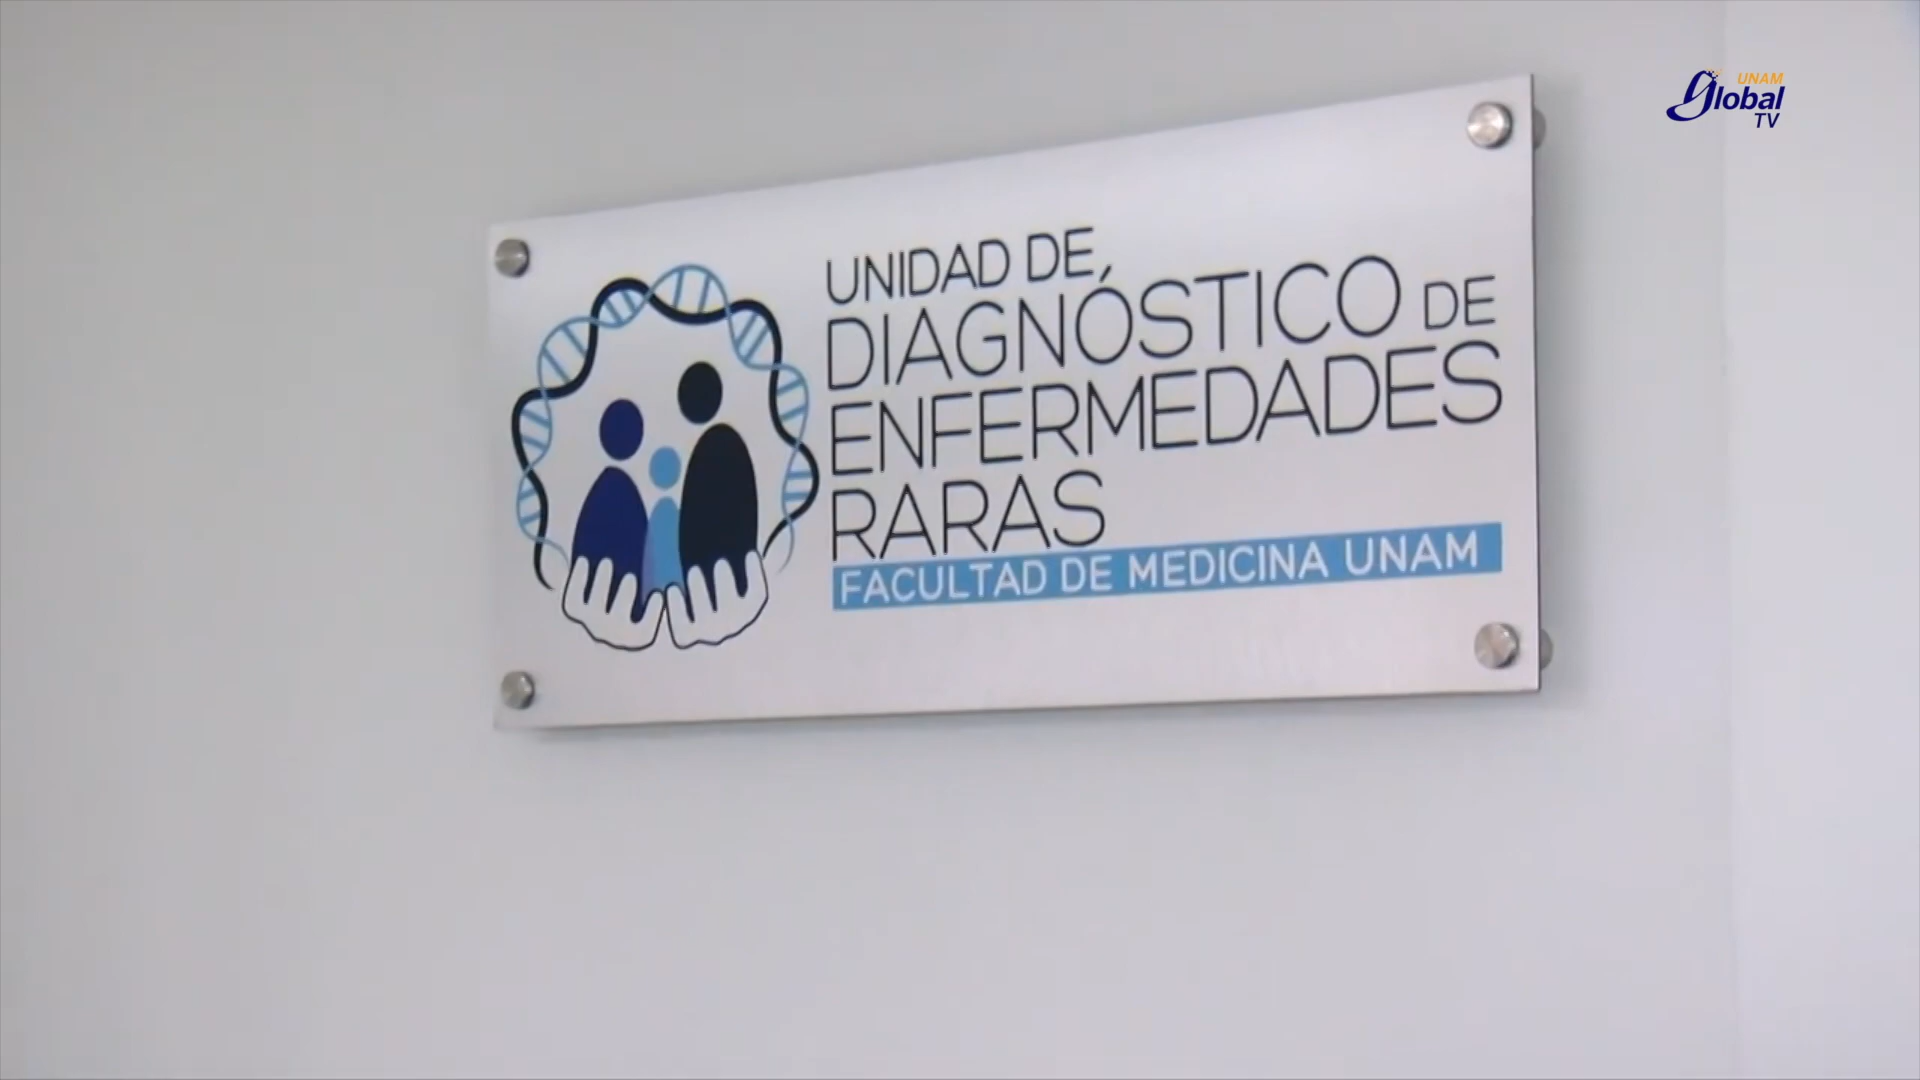 UNIDAD DE
DIAGNÓSTICO DE
ENFERMEDADES
RARAS
FACULTAD DE MEDICINA UNAM
UNAM
global
TV